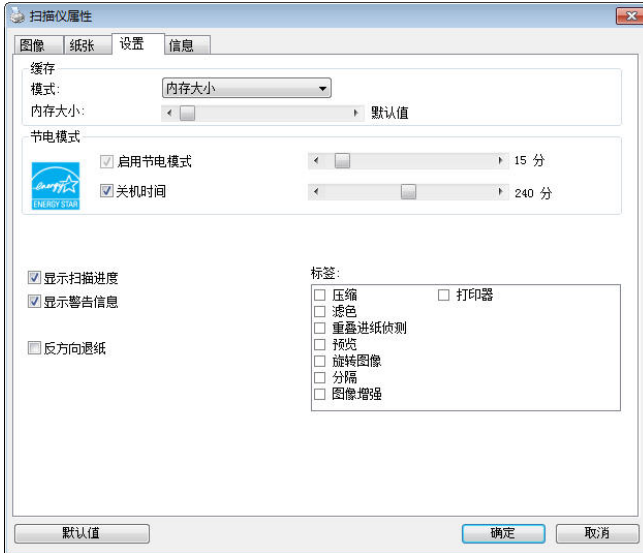 扫描仪属性
图像 纸张 设置 信息
缓存
模式: 内存大小
内存大小: 默认值
节电模式
启用节电模式 15 分
关机时间 240 分
energy
ENERGY STAR
显示扫描进度
显示警告信息
反方向退纸
标签:
压缩 打印器
滤色
重叠进纸侦测
预览
旋转图像
分隔
图像增强
默认值 确定 取消